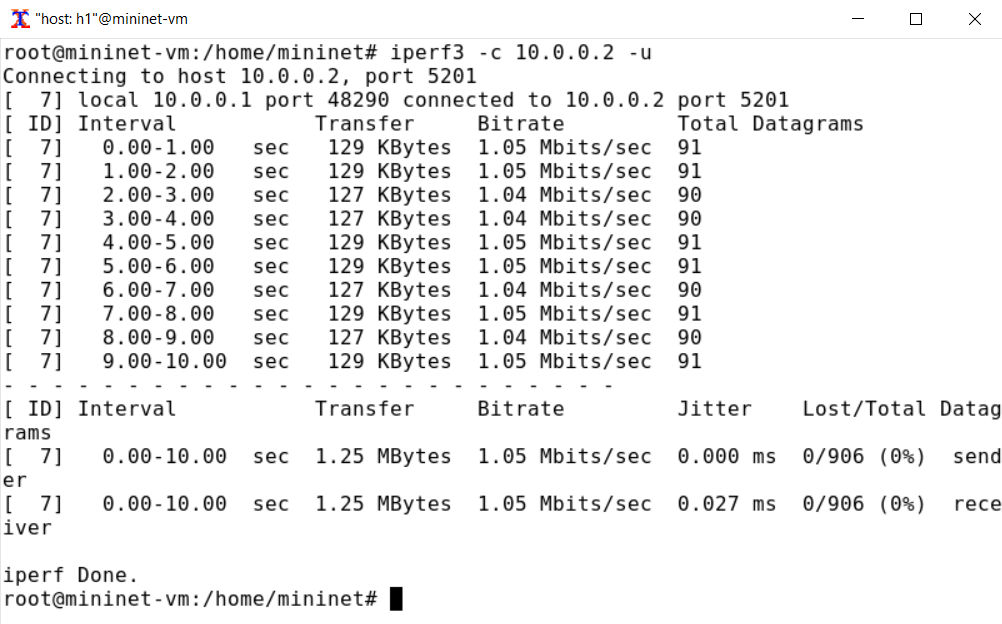 "host: h1"@mininet-vm
root@mininet-vm:/home/mininet# iperf3 -c 10.0.0.2 -u
Connecting to host 10.0.0.2, port 5201
[  7] local 10.0.0.1 port 48290 connected to 10.0.0.2 port 5201
[ ID] Interval           Transfer     Bitrate         Total Datagrams
[  7]   0.00-1.00   sec   129 KBytes  1.05 Mbits/sec  91
[  7]   1.00-2.00   sec   129 KBytes  1.05 Mbits/sec  91
[  7]   2.00-3.00   sec   127 KBytes  1.04 Mbits/sec  90
[  7]   3.00-4.00   sec   127 KBytes  1.04 Mbits/sec  90
[  7]   4.00-5.00   sec   129 KBytes  1.05 Mbits/sec  91
[  7]   5.00-6.00   sec   129 KBytes  1.05 Mbits/sec  91
[  7]   6.00-7.00   sec   127 KBytes  1.04 Mbits/sec  90
[  7]   7.00-8.00   sec   129 KBytes  1.05 Mbits/sec  91
[  7]   8.00-9.00   sec   127 KBytes  1.04 Mbits/sec  90
[  7]   9.00-10.00  sec   129 KBytes  1.05 Mbits/sec  91
- - - - - - - - - - - - - - - - - - - - - - - - -
[ ID] Interval           Transfer     Bitrate         Jitter    Lost/Total Datag
rams
[  7]   0.00-10.00  sec  1.25 MBytes  1.05 Mbits/sec  0.000 ms  0/906 (0%)  send
er
[  7]   0.00-10.00  sec  1.25 MBytes  1.05 Mbits/sec  0.027 ms  0/906 (0%)  rece
iver
iperf Done.
root@mininet-vm:/home/mininet#